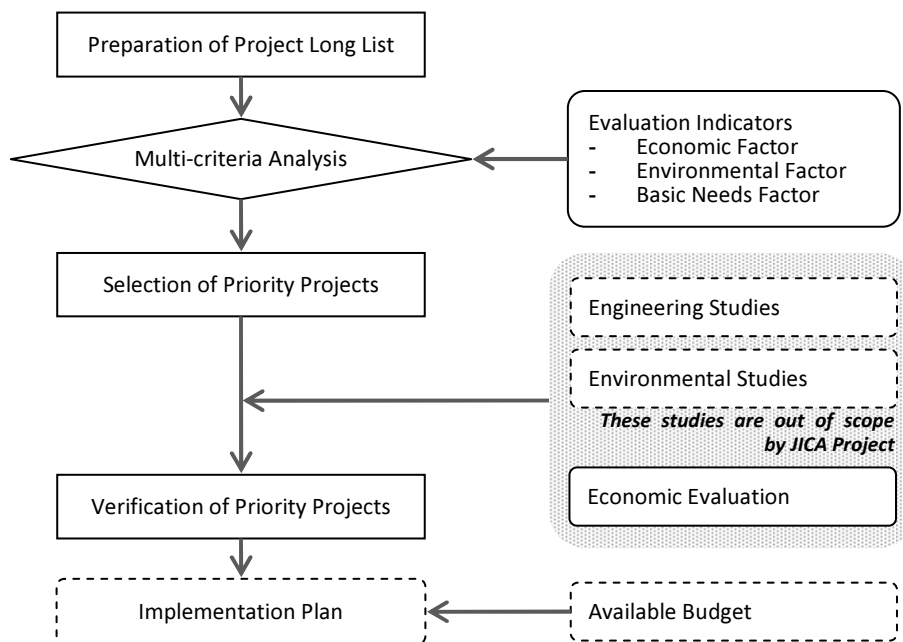 Preparation of Project Long List
Multi-criteria Analysis
Evaluation Indicators
- Economic Factor
- Environmental Factor
- Basic Needs Factor
Selection of Priority Projects
Engineering Studies
Environmental Studies
These studies are out of scope
by JICA Project
Economic Evaluation
Verification of Priority Projects
Implementation Plan
Available Budget